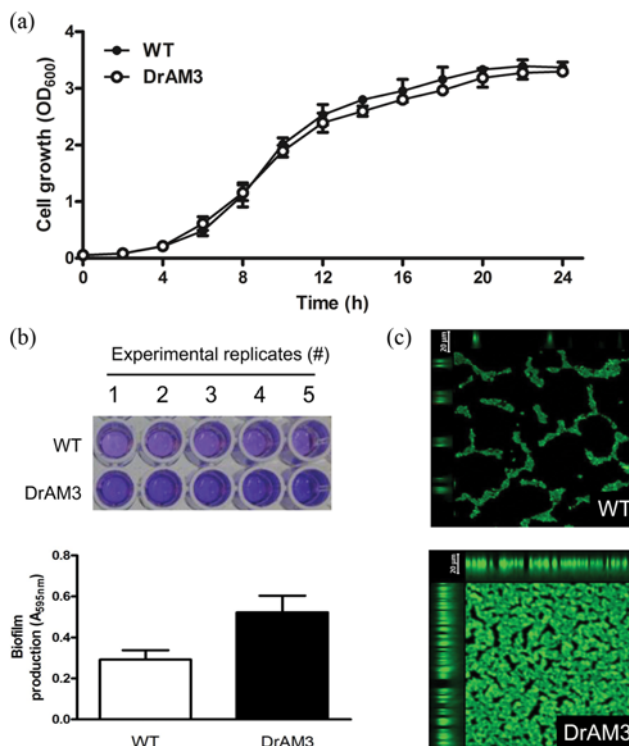 (a)
WT
DrAM3
Cell growth (OD600)
4
3
2
1
0
0 4 8 12 16 20 24
Time (h)
(b)
Experimental replicates (#)
1 2 3 4 5
WT
DrAM3
Biofilm
production (A595nm)
0.8
0.6
0.4
0.2
0.0
WT DrAM3
(c)
20 µm
WT
20 µm
DrAM3